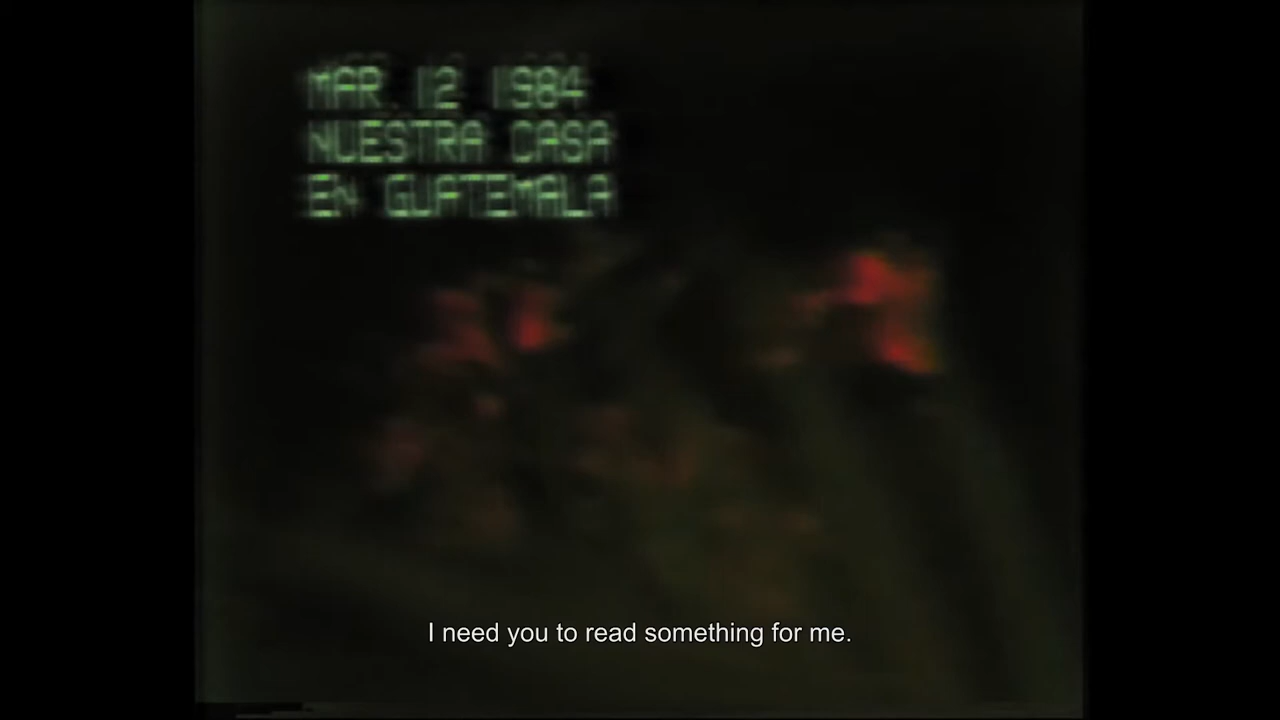 MAR. 12 1984
NUESTRA CASA
EN GUATEMALA
I need you to read something for me.